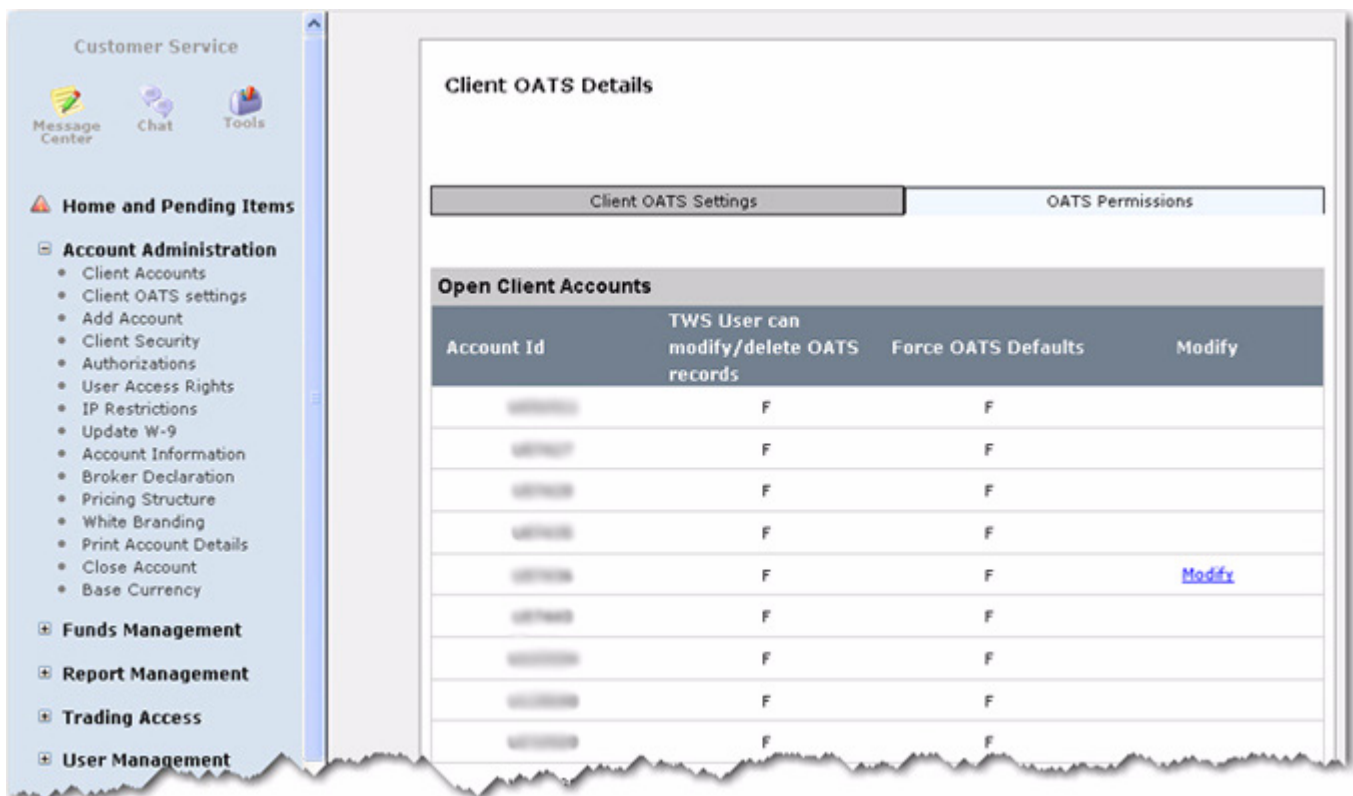 Customer Service
Message Center
Chat
Tools
Home and Pending Items
Account Administration
Client Accounts
Client OATS settings
Add Account
Client Security
Authorizations
User Access Rights
IP Restrictions
Update W-9
Account Information
Broker Declaration
Pricing Structure
White Branding
Print Account Details
Close Account
Base Currency
Funds Management
Report Management
Trading Access
User Management
Client OATS Details
Client OATS Settings
OATS Permissions
Open Client Accounts
Account Id
TWS User can
modify/delete OATS
records
Force OATS Defaults
Modify
F F
F F
F F
F F
F F Modify
F F
F F
F F
F F